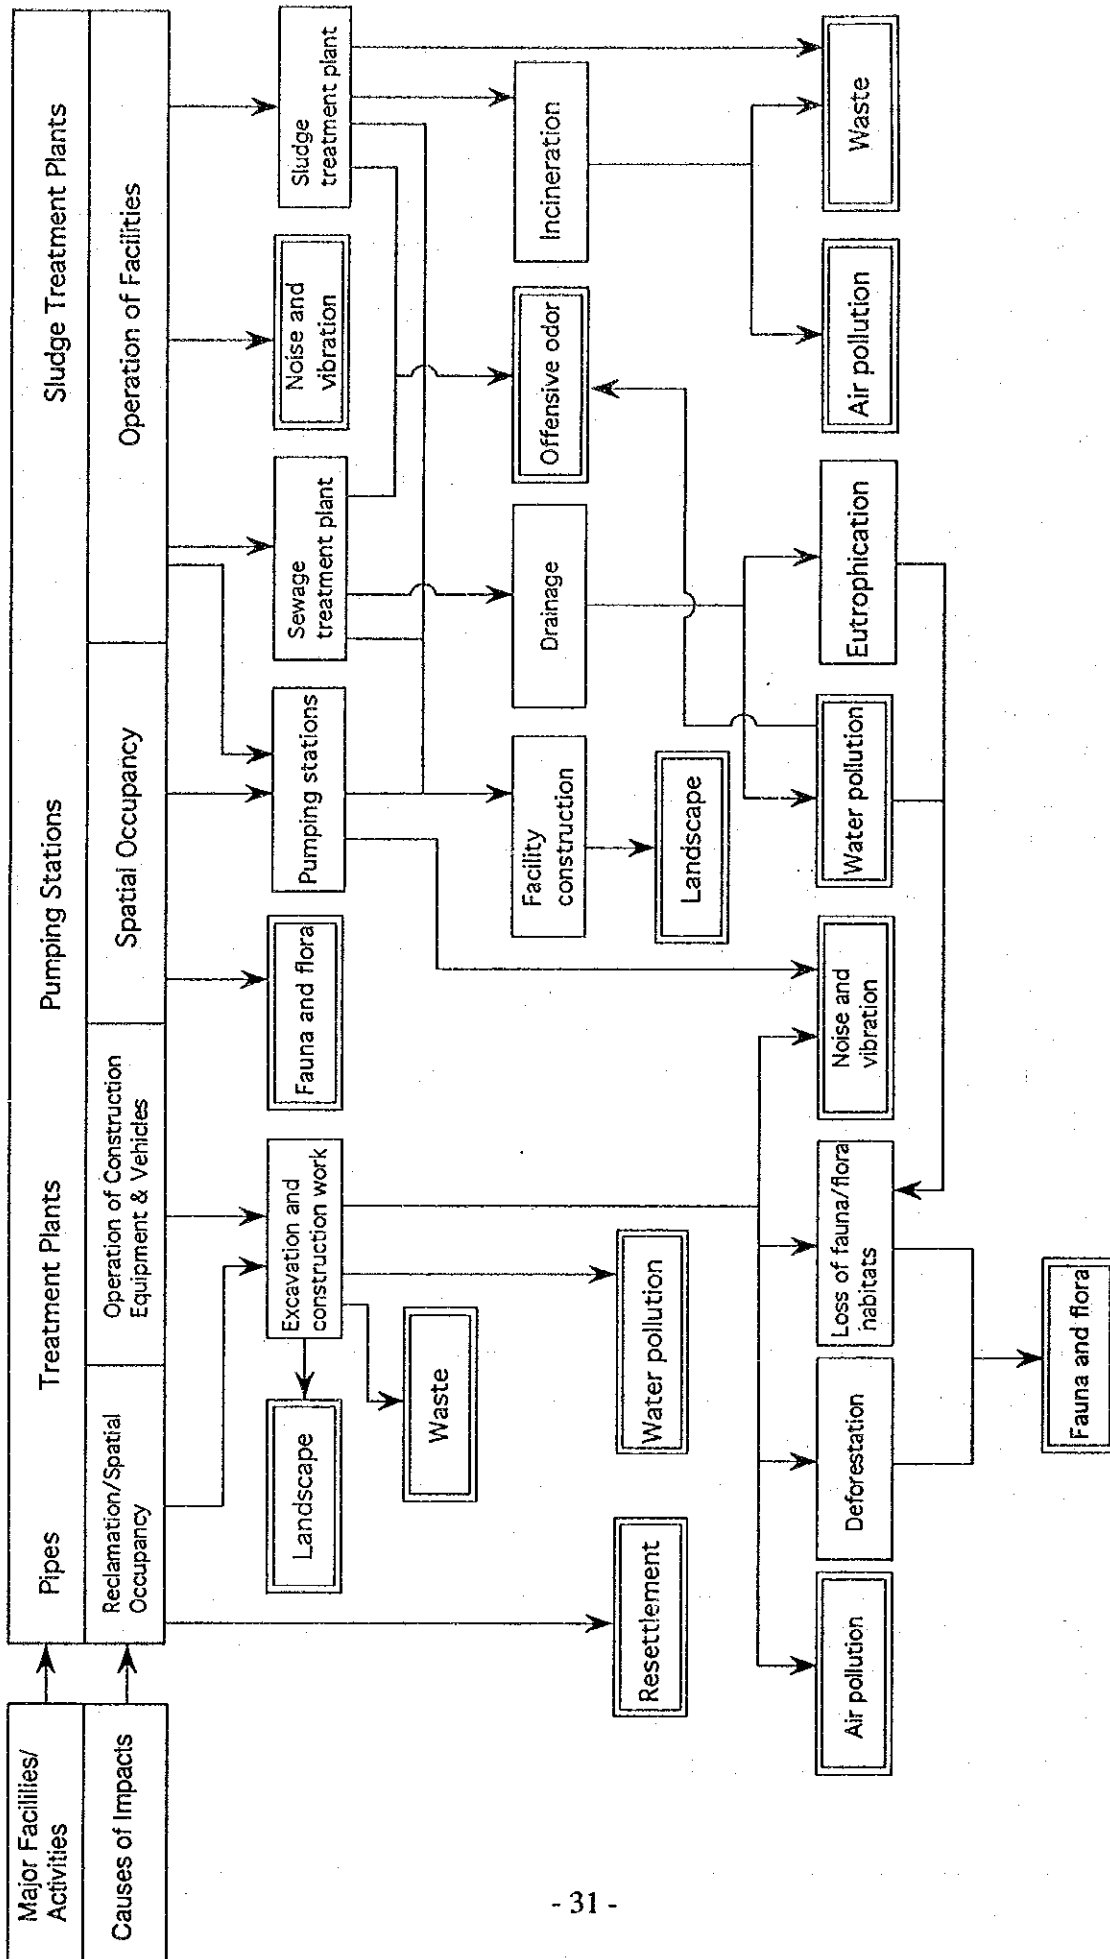 Major Facilities/
Activities
Pipes
Treatment Plants
Pumping Stations
Sludge Treatment Plants
Causes of Impacts
Reclamation/Spatial
Occupancy
Operation of Construction
Equipment & Vehicles
Spatial Occupancy
Operation of Facilities
Landscape
Excavation and
construction work
Fauna and flora
Pumping stations
Sewage
treatment plant
Noise and
vibration
Sludge
treatment plant
Waste
Resettlement
Water pollution
Facility
construction
Drainage
Offensive odor
Incineration
Landscape
Air pollution
Deforestation
Loss of fauna/flora
habitats
Noise and
vibration
Water pollution
Eutrophication
Air pollution
Waste
Fauna and flora
- 31 -